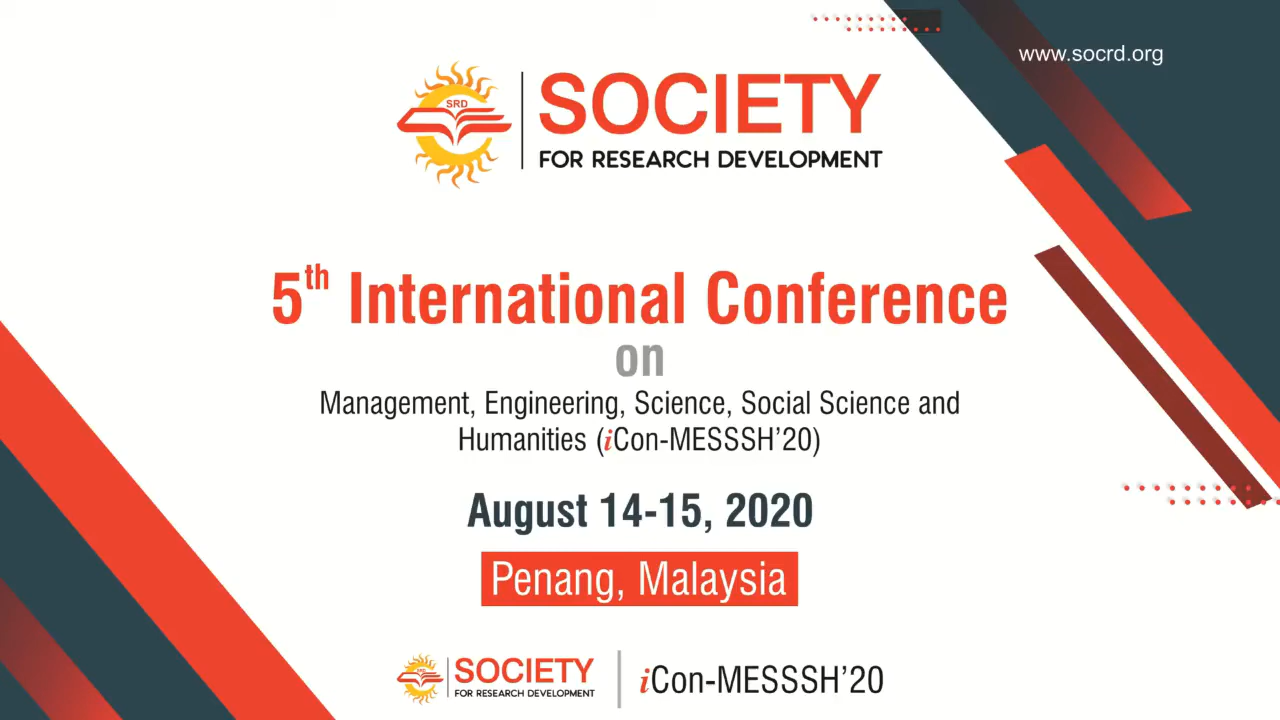 www.socrd.org
SRD
SOCIETY
FOR RESEARCH DEVELOPMENT
5th International Conference
on
Management, Engineering, Science, Social Science and
Humanities (iCon-MESSSH’20)
August 14-15, 2020
Penang, Malaysia
SRD
SOCIETY
FOR RESEARCH DEVELOPMENT
iCon-MESSSH’20